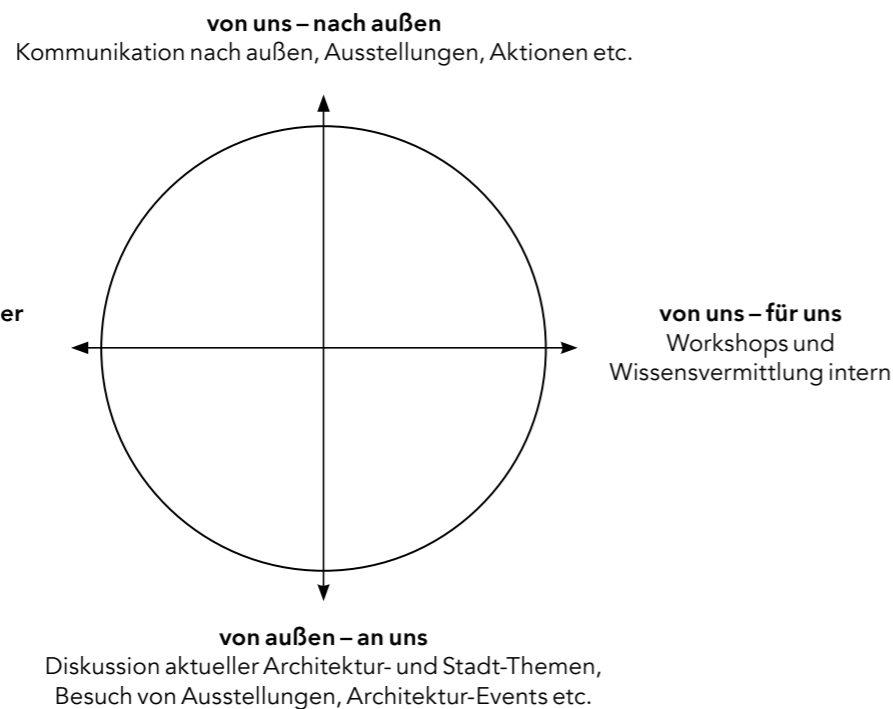 von uns – nach außen
Kommunikation nach außen, Ausstellungen, Aktionen etc.
er
von uns – für uns
Workshops und
Wissensvermittlung intern
von außen – an uns
Diskussion aktueller Architektur- und Stadt-Themen,
Besuch von Ausstellungen, Architektur-Events etc.